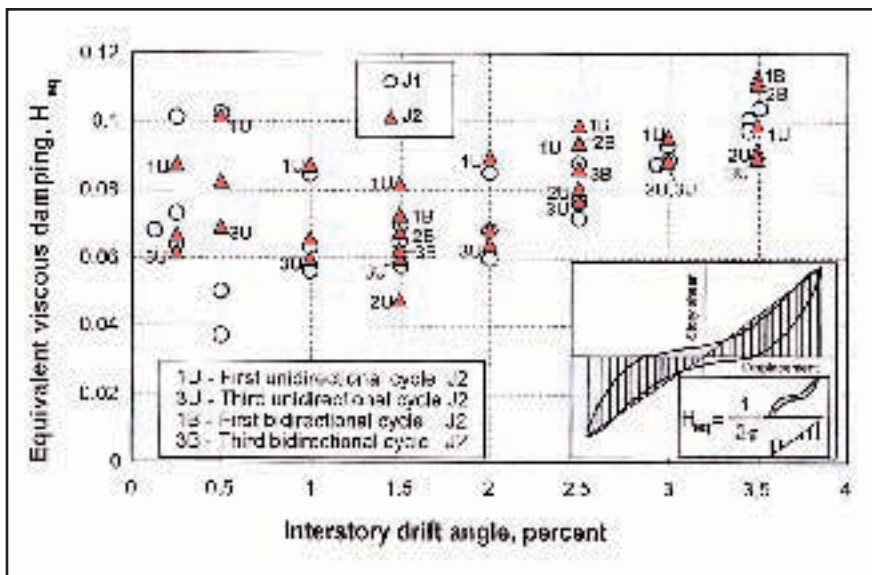 Equivalent viscous damping, H eq
0.12
0.1
0.08
0.06
0.04
0.02
0
J1
J2
1U
3U
1U
3U
1U
3U
1U
1B
2B
3B
3U
2U
1U
3U
1B
1U
2B
3B
2U
3U
1U
2U,3U
1B
2B
1U
2U
3U
1U - First unidirectional cycle J2
3U - Third unidirectional cycle J2
1B - First bidirectional cycle J2
3B - Third bidirectional cycle J2
Story shear
Displacement
H eq = 1
0 0.5 1 1.5 2 2.5 3 3.5 4
Interstory drift angle, percent